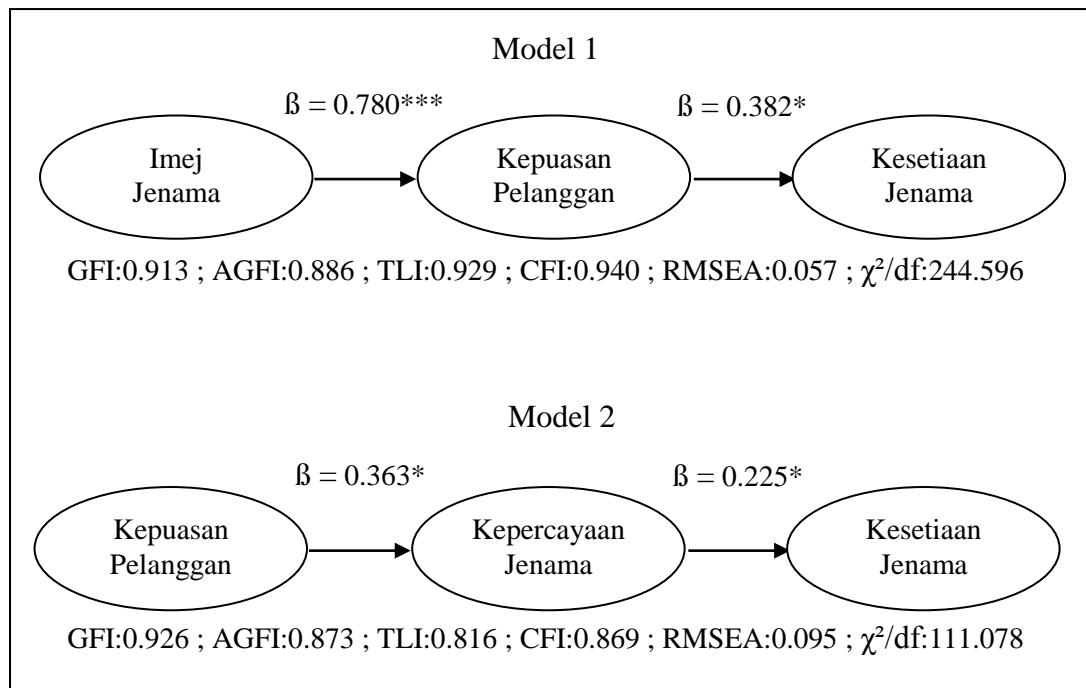 Model 1
ß = 0.780*** ß = 0.382*
Imej
Jenama
Kepuasan
Pelanggan
Kesetiaan
Jenama
GFI:0.913 ; AGFI:0.886 ; TLI:0.929 ; CFI:0.940 ; RMSEA:0.057 ; χ²/df:244.596
Model 2
ß = 0.363* ß = 0.225*
Kepuasan
Pelanggan
Kepercayaan
Jenama
Kesetiaan
Jenama
GFI:0.926 ; AGFI:0.873 ; TLI:0.816 ; CFI:0.869 ; RMSEA:0.095 ; χ²/df:111.078